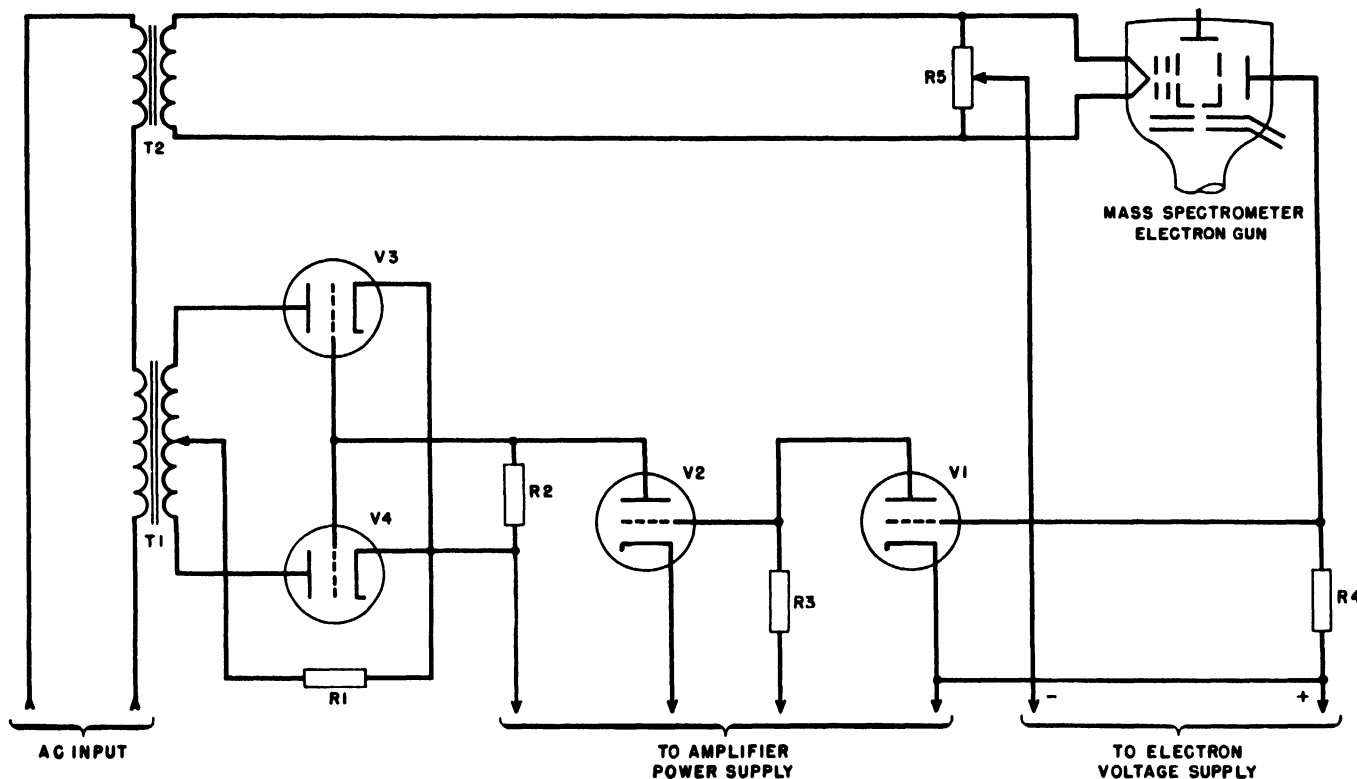 R5
T2
MASS SPECTROMETER
ELECTRON GUN
V3
V2
V1
R2
V4
T1
R3
R4
R1
-
+
AC INPUT
TO AMPLIFIER
POWER SUPPLY
TO ELECTRON
VOLTAGE SUPPLY